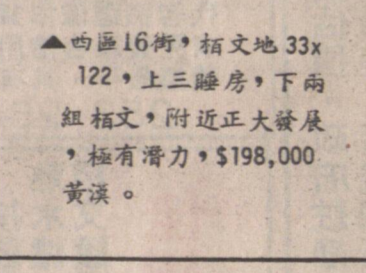 ▲西區16街，栢文地 33x
122，上三睡房，下兩
組栢文，附近正大發展
，極有潛力，$198,000
黃漢。